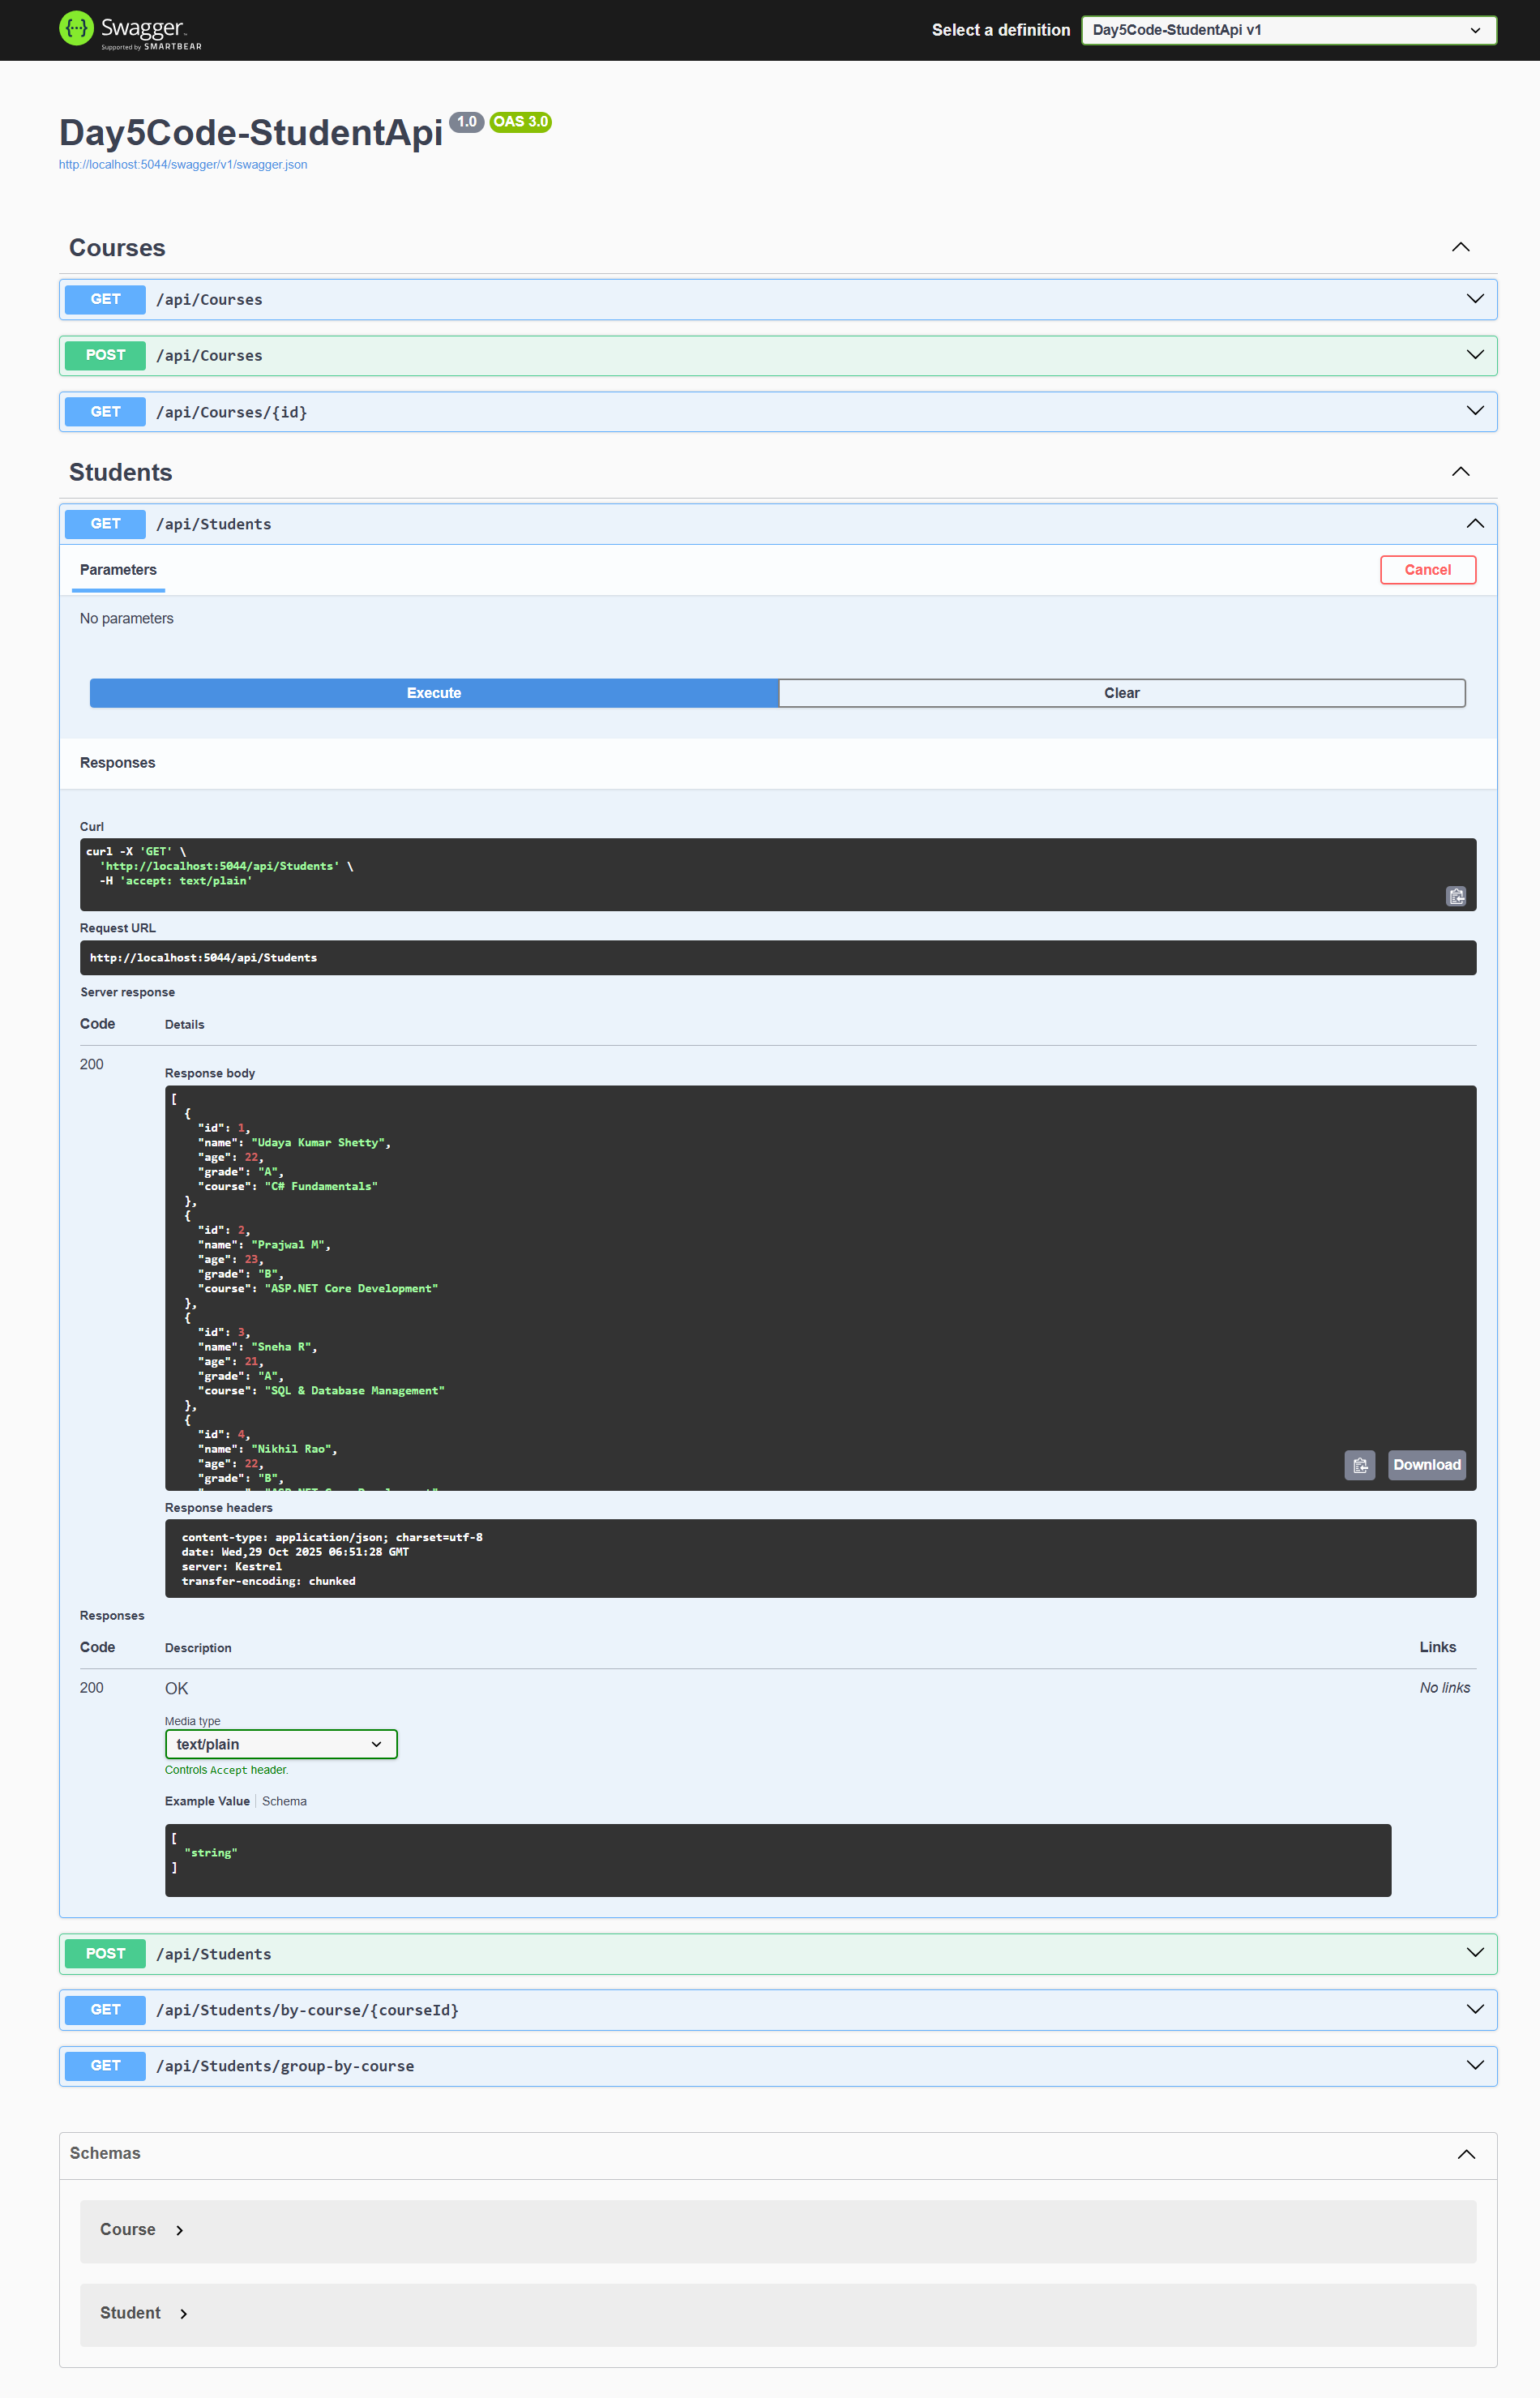 Swagger
Supported by SMARTBEAR
Select a definition
Day5Code-StudentApi v1
Day5Code-StudentApi 1.0 OAS 3.0
http://localhost:5044/swagger/v1/swagger.json
Courses
GET /api/Courses
POST /api/Courses
GET /api/Courses/{id}
Students
GET /api/Students
Parameters
Cancel
No parameters
Execute
Clear
Responses
Curl
curl -X 'GET' \
'http://localhost:5044/api/Students' \
-H 'accept: text/plain'
Request URL
http://localhost:5044/api/Students
Server response
Code Details
200
Response body
[
{
"id": 1,
"name": "Udaya Kumar Shetty",
"age": 22,
"grade": "A",
"course": "C# Fundamentals"
},
{
"id": 2,
"name": "Prajwal M",
"age": 23,
"grade": "B",
"course": "ASP.NET Core Development"
},
{
"id": 3,
"name": "Sneha R",
"age": 21,
"grade": "A",
"course": "SQL & Database Management"
},
{
"id": 4,
"name": "Nikhil Rao",
"age": 22,
"grade": "B",
Download
Response headers
content-type: application/json; charset=utf-8
date: Wed,29 Oct 2025 06:51:28 GMT
server: Kestrel
transfer-encoding: chunked
Responses
Code Description Links
200 OK No links
Media type
text/plain
Controls Accept header.
Example Value Schema
[
"string"
]
POST /api/Students
GET /api/Students/by-course/{courseId}
GET /api/Students/group-by-course
Schemas
Course
Student